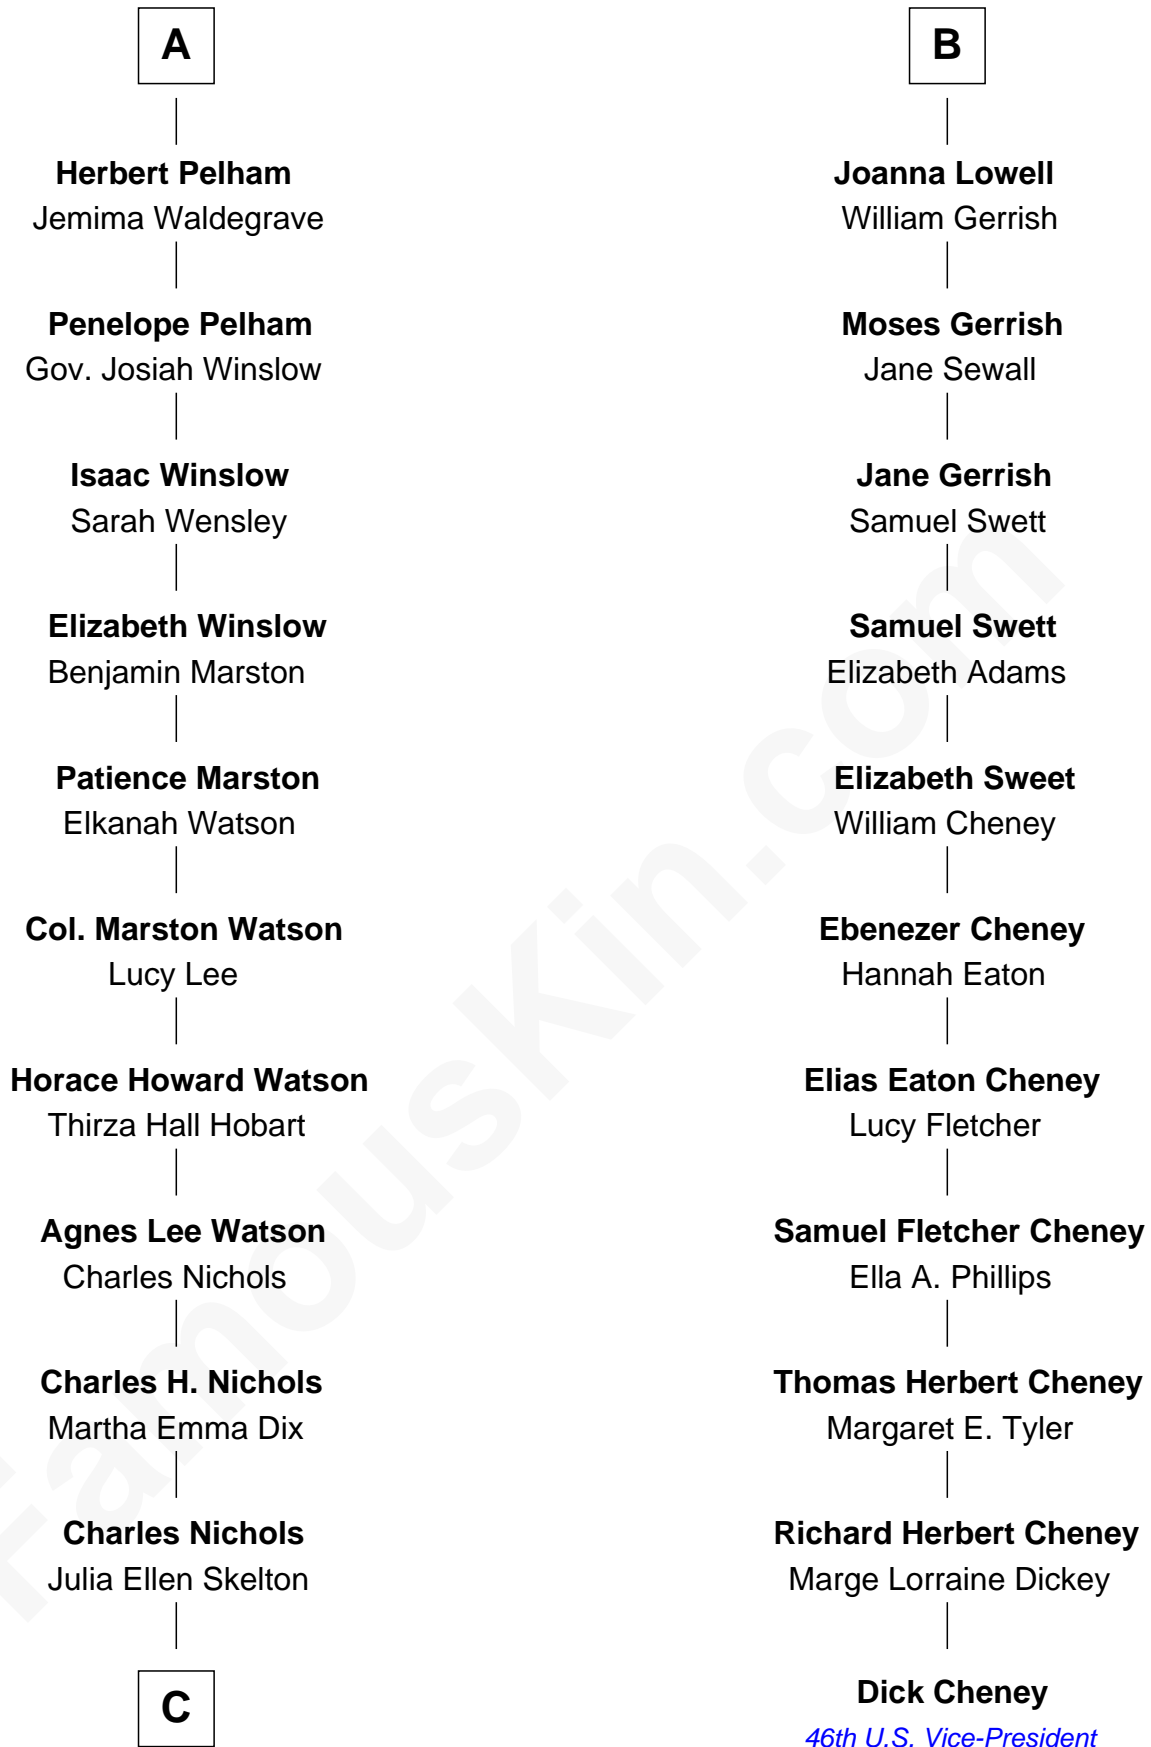 A
Herbert Pelham
Jemima Waldegrave
Penelope Pelham
Gov. Josiah Winslow
Isaac Winslow
Sarah Wensley
Elizabeth Winslow
Benjamin Marston
Patience Marston
Elkanah Watson
Col. Marston Watson
Lucy Lee
Horace Howard Watson
Thirza Hall Hobart
Agnes Lee Watson
Charles Nichols
Charles H. Nichols
Martha Emma Dix
Charles Nichols
Julia Ellen Skelton
C
B
Joanna Lowell
William Gerrish
Moses Gerrish
Jane Sewall
Jane Gerrish
Samuel Swett
Samuel Swett
Elizabeth Adams
Elizabeth Sweet
William Cheney
Ebenezer Cheney
Hannah Eaton
Elias Eaton Cheney
Lucy Fletcher
Samuel Fletcher Cheney
Ella A. Phillips
Thomas Herbert Cheney
Margaret E. Tyler
Richard Herbert Cheney
Marge Lorraine Dickey
Dick Cheney
46th U.S. Vice-President
FamousKin.com